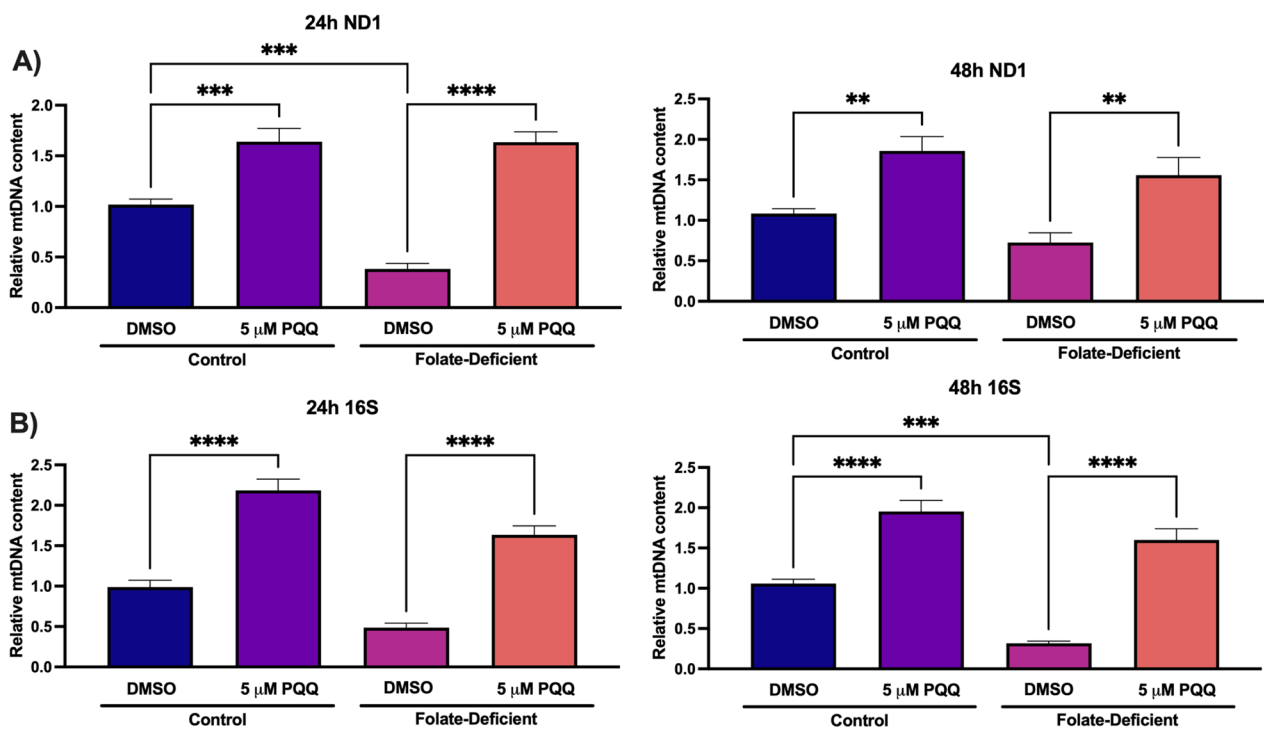 24h ND1
A)
***
***
****
Relative mtDNA content
2.0
1.5
1.0
0.5
0.0
DMSO
5 μM PQQ
DMSO
5 μM PQQ
Control
Folate-Deficient
48h ND1
**
**
Relative mtDNA content
2.5
2.0
1.5
1.0
0.5
0.0
DMSO
5 μM PQQ
DMSO
5 μM PQQ
Control
Folate-Deficient
B)
24h 16S
****
****
Relative mtDNA content
2.5
2.0
1.5
1.0
0.5
0.0
DMSO
5 μM PQQ
DMSO
5 μM PQQ
Control
Folate-Deficient
48h 16S
***
****
****
Relative mtDNA content
2.5
2.0
1.5
1.0
0.5
0.0
DMSO
5 μM PQQ
DMSO
5 μM PQQ
Control
Folate-Deficient